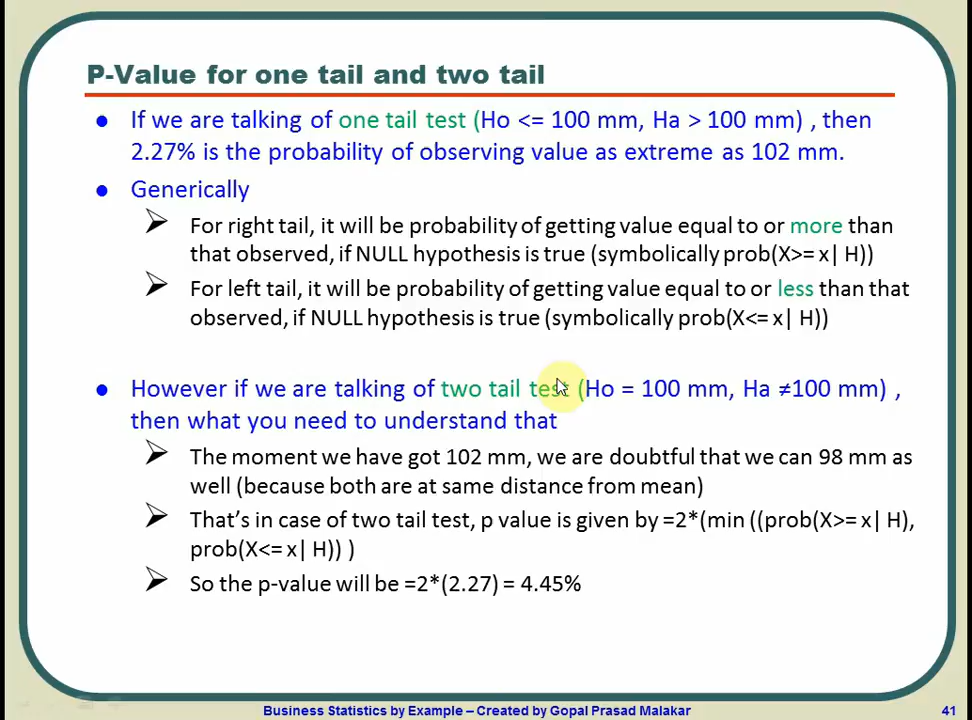 P-Value for one tail and two tail
If we are talking of one tail test (Ho <= 100 mm, Ha > 100 mm) , then
2.27% is the probability of observing value as extreme as 102 mm.
Generically
For right tail, it will be probability of getting value equal to or more than
that observed, if NULL hypothesis is true (symbolically prob(X>= x| H))
For left tail, it will be probability of getting value equal to or less than that
observed, if NULL hypothesis is true (symbolically prob(X<= x| H))
However if we are talking of two tail test (Ho = 100 mm, Ha ≠100 mm) ,
then what you need to understand that
The moment we have got 102 mm, we are doubtful that we can 98 mm as
well (because both are at same distance from mean)
That's in case of two tail test, p value is given by =2*(min ((prob(X>= x| H),
prob(X<= x| H)) )
So the p-value will be =2*(2.27) = 4.45%
Business Statistics by Example – Created by Gopal Prasad Malakar
41